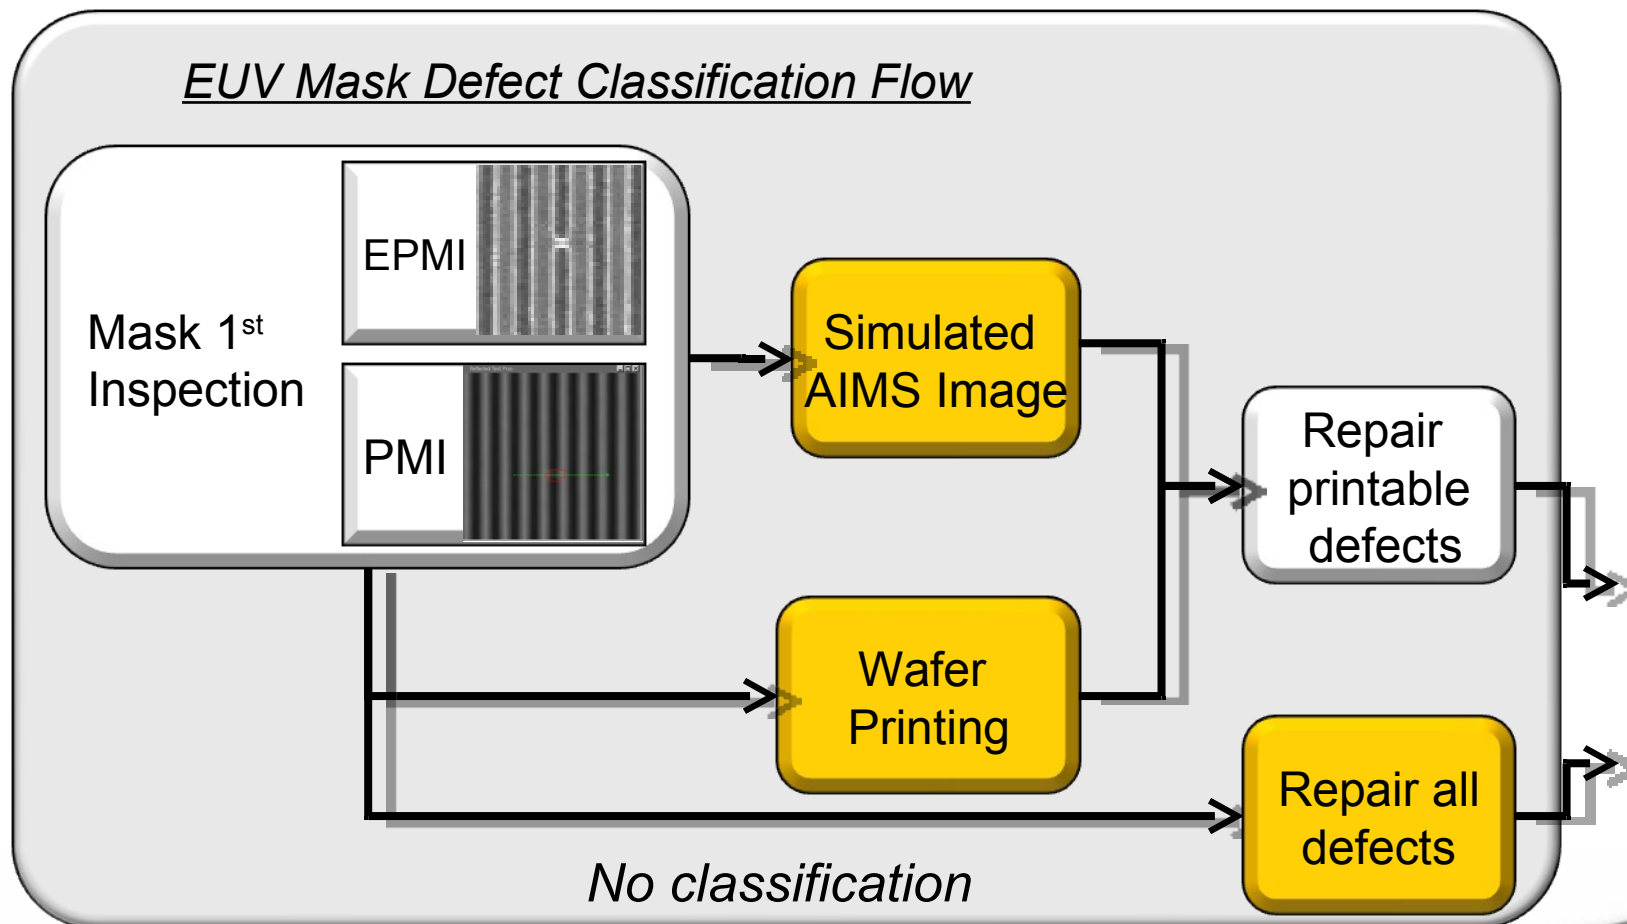 EUV Mask Defect Classification Flow
Mask 1st
Inspection
EPMI
PMI
Simulated
AIMS Image
Wafer
Printing
Repair
printable
defects
Repair all
defects
No classification